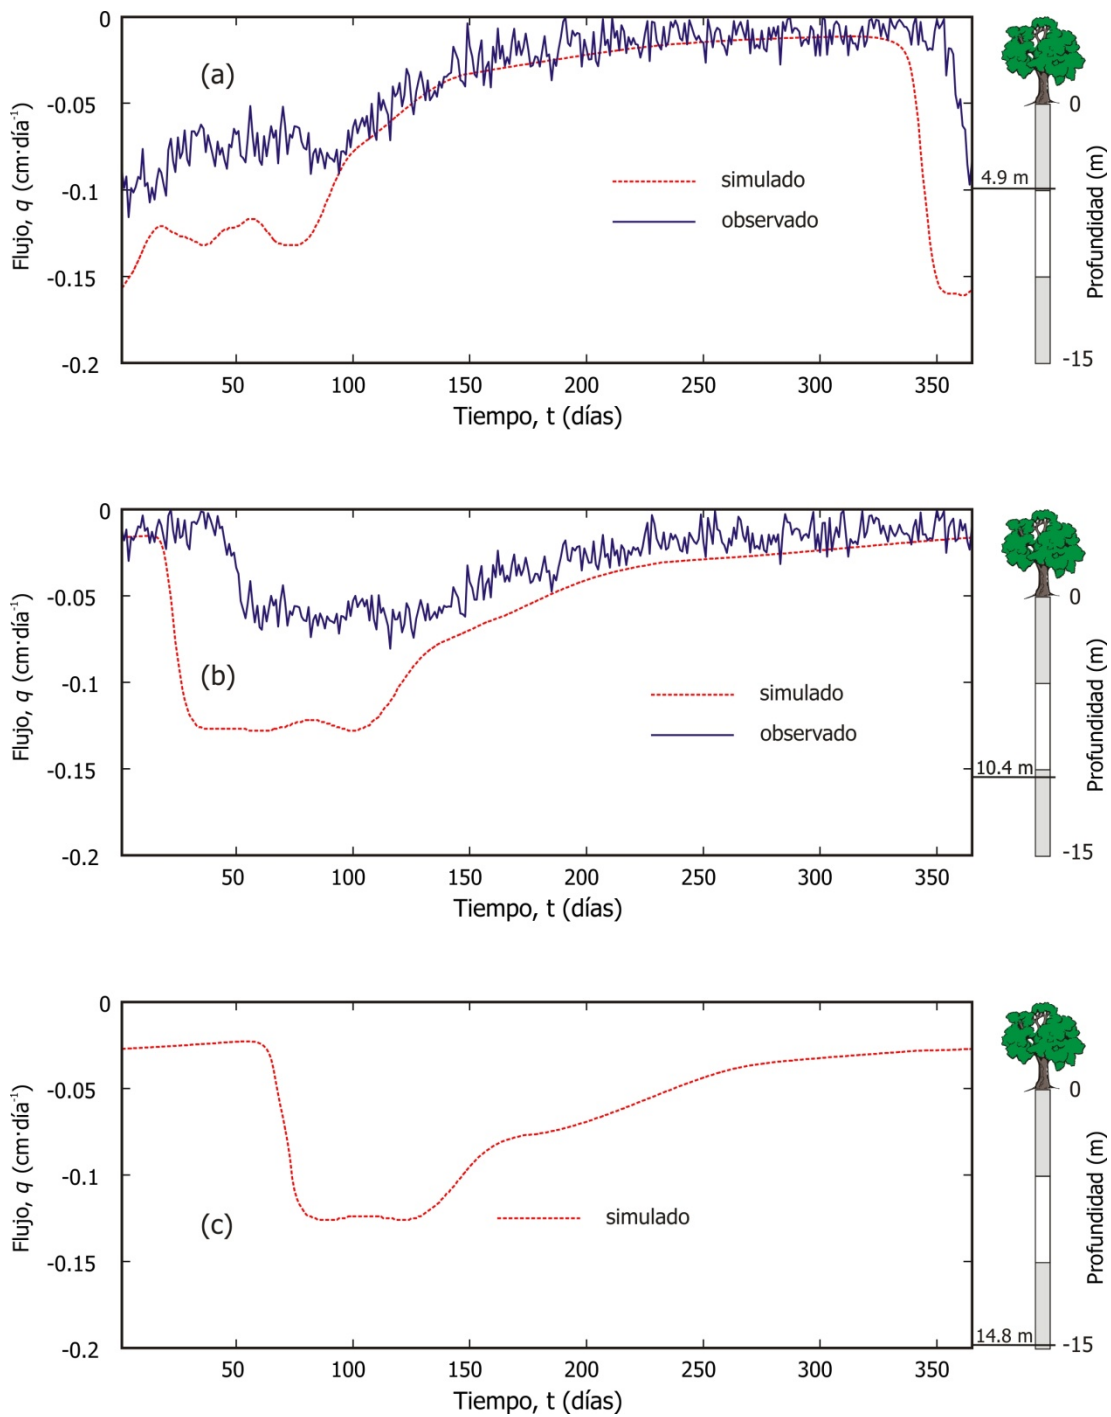 0
-0.05
-0.1
-0.15
-0.2
Flujo, q (cm·día-1)
(a)
simulado
observado
50
100
150
200
250
300
350
Tiempo, t (días)
0
4.9 m
-15
Profundidad (m)
0
-0.05
-0.1
-0.15
-0.2
Flujo, q (cm·día-1)
(b)
simulado
observado
50
100
150
200
250
300
350
Tiempo, t (días)
0
10.4 m
-15
Profundidad (m)
0
-0.05
-0.1
-0.15
-0.2
Flujo, q (cm·día-1)
(c)
simulado
50
100
150
200
250
300
350
Tiempo, t (días)
0
14.8 m
-15
Profundidad (m)